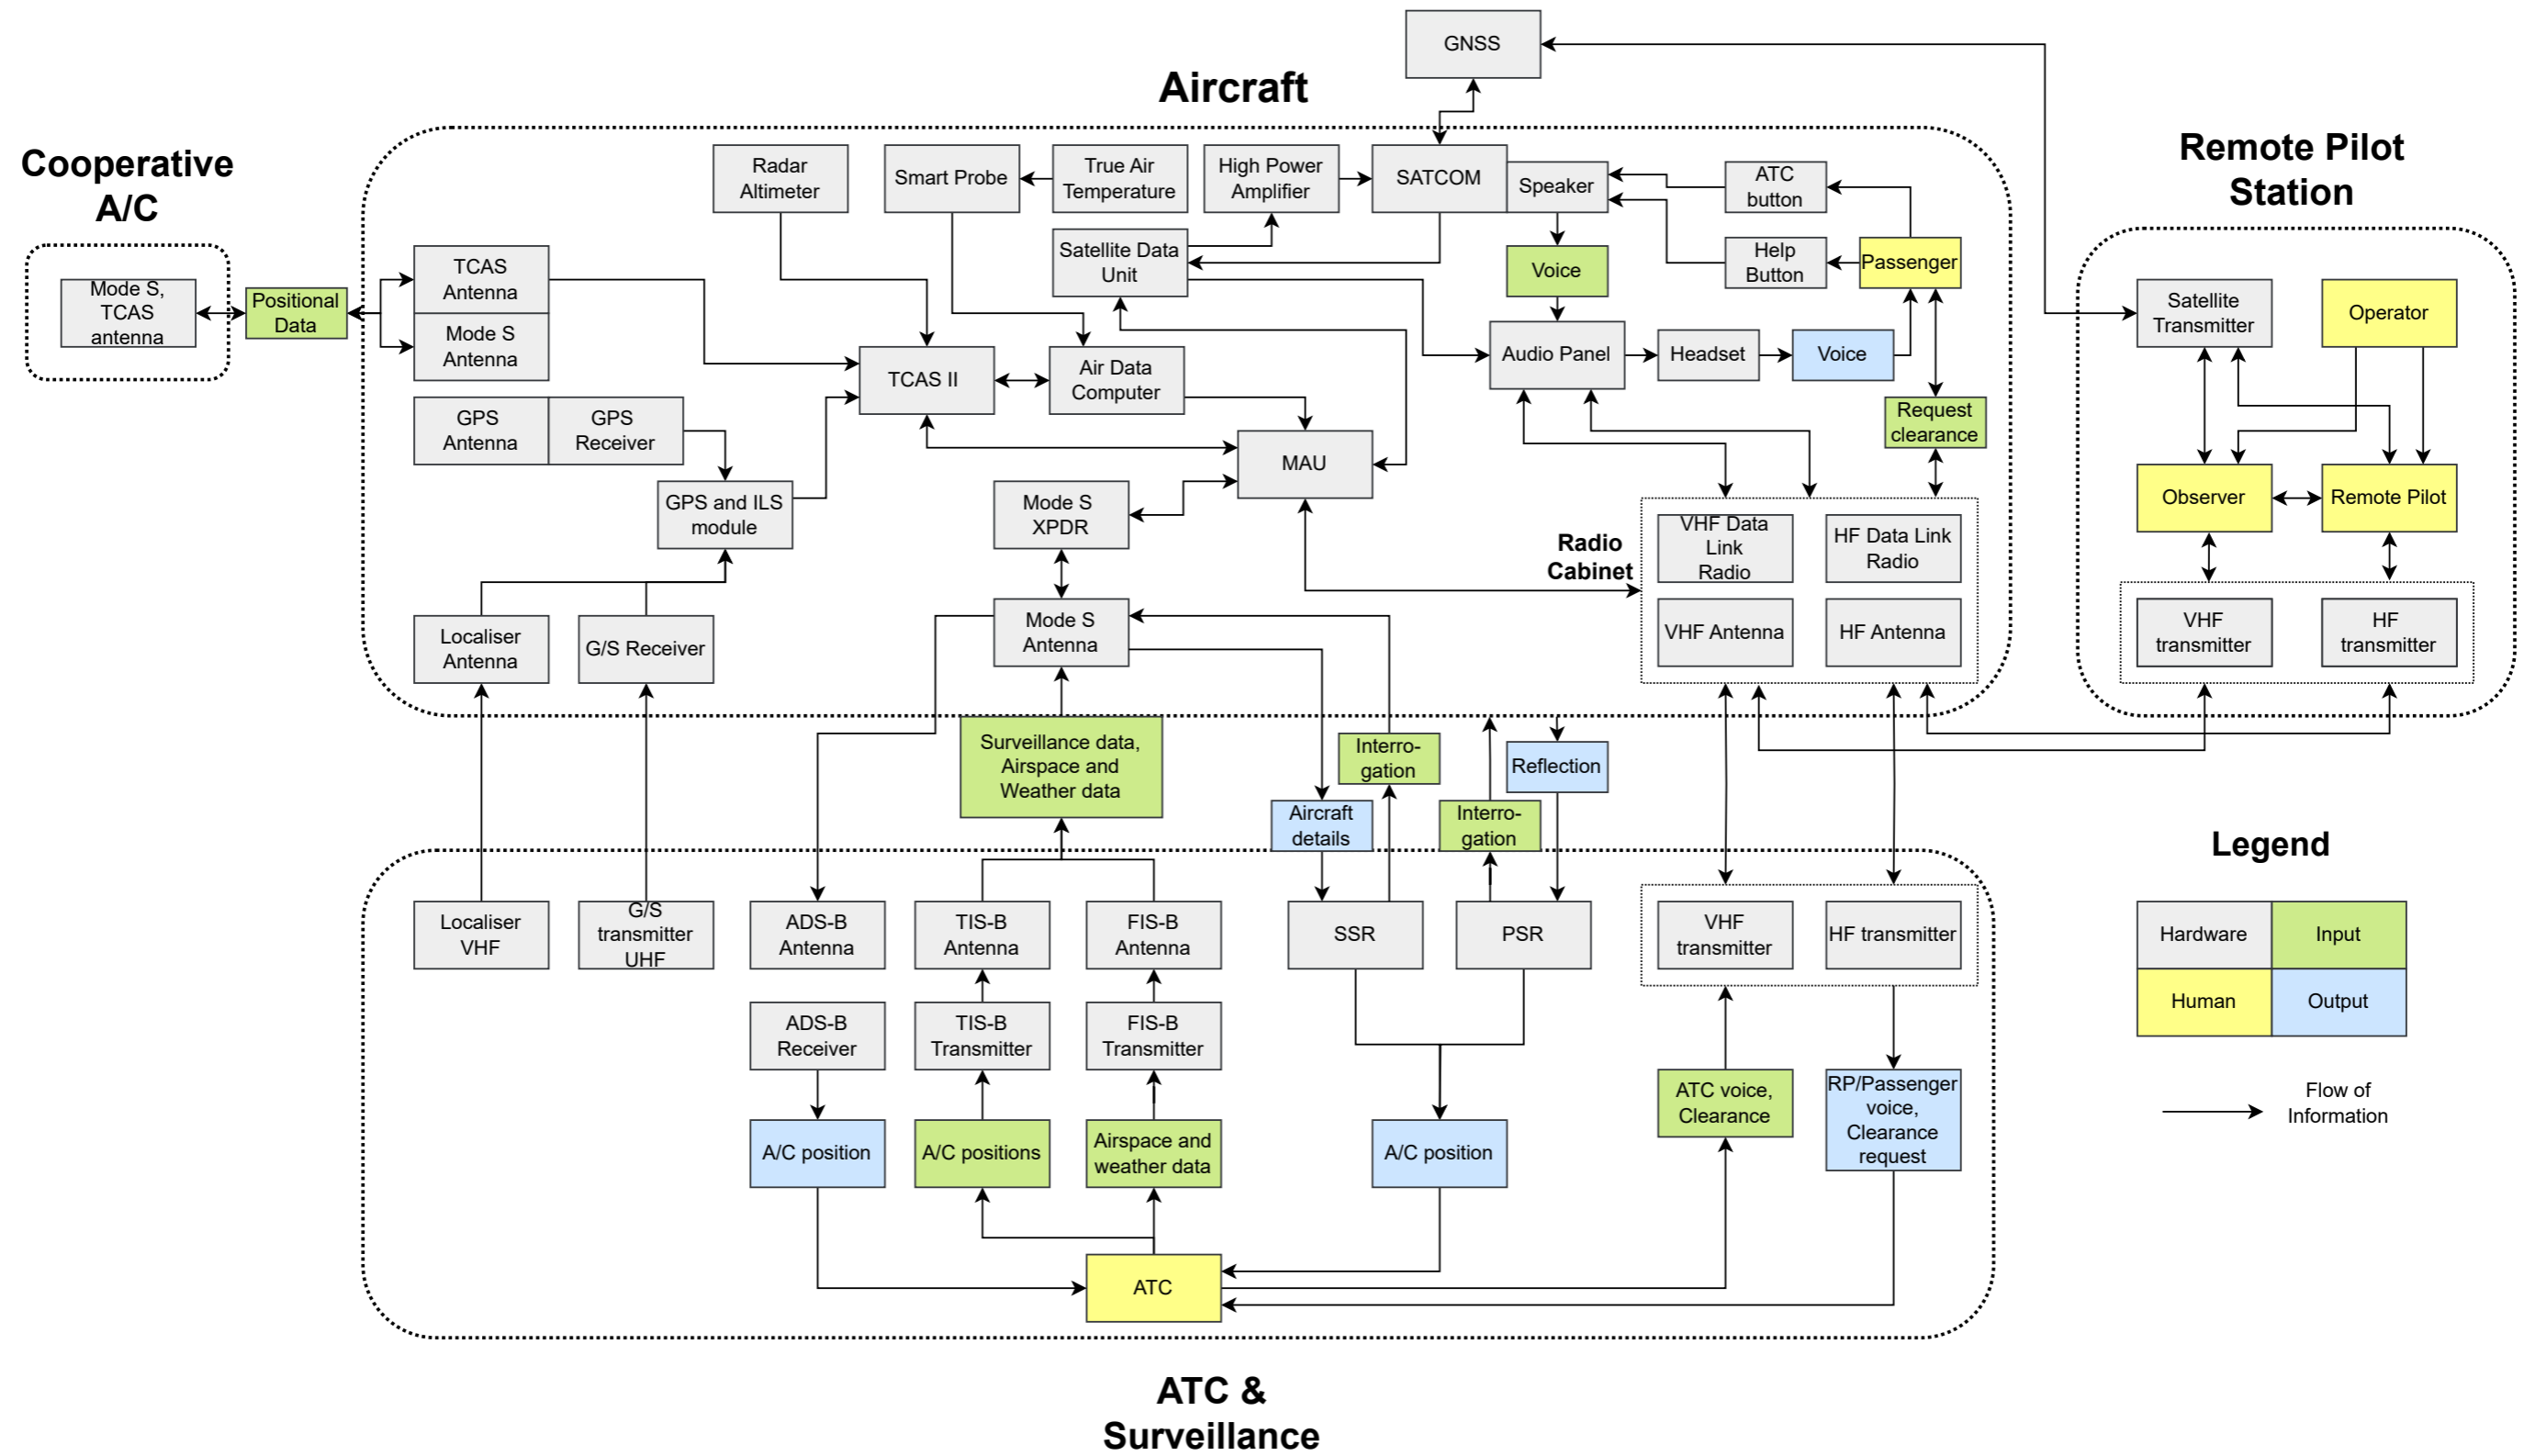 GNSS
Aircraft
Cooperative
A/C
Remote Pilot
Station
Radar
Altimeter
Smart Probe
True Air
Temperature
High Power
Amplifier
SATCOM
Speaker
ATC
button
Satellite Data
Unit
Voice
Help
Button
Passenger
TCAS
Antenna
Mode S
Antenna
Mode S,
TCAS
antenna
Positional
Data
Satellite
Transmitter
Operator
TCAS II
Air Data
Computer
Audio Panel
Headset
Voice
Request
clearance
GPS
Antenna
GPS
Receiver
MAU
GPS and ILS
module
Mode S
XPDR
Radio
Cabinet
VHF Data
Link
Radio
HF Data Link
Radio
Observer
Remote Pilot
Localiser
Antenna
G/S Receiver
Mode S
Antenna
VHF Antenna
HF Antenna
VHF
transmitter
HF
transmitter
Surveillance data,
Airspace and
Weather data
Interro-
gation
Reflection
Aircraft
details
Interro-
gation
Legend
Hardware
Input
Human
Output
Flow of
Information
Localiser
VHF
G/S
transmitter
UHF
ADS-B
Antenna
TIS-B
Antenna
FIS-B
Antenna
SSR
PSR
VHF
transmitter
HF transmitter
ADS-B
Receiver
TIS-B
Transmitter
FIS-B
Transmitter
ATC voice,
Clearance
RP/Passenger
voice,
Clearance
request
A/C position
A/C positions
Airspace and
weather data
A/C position
ATC
ATC &
Surveillance